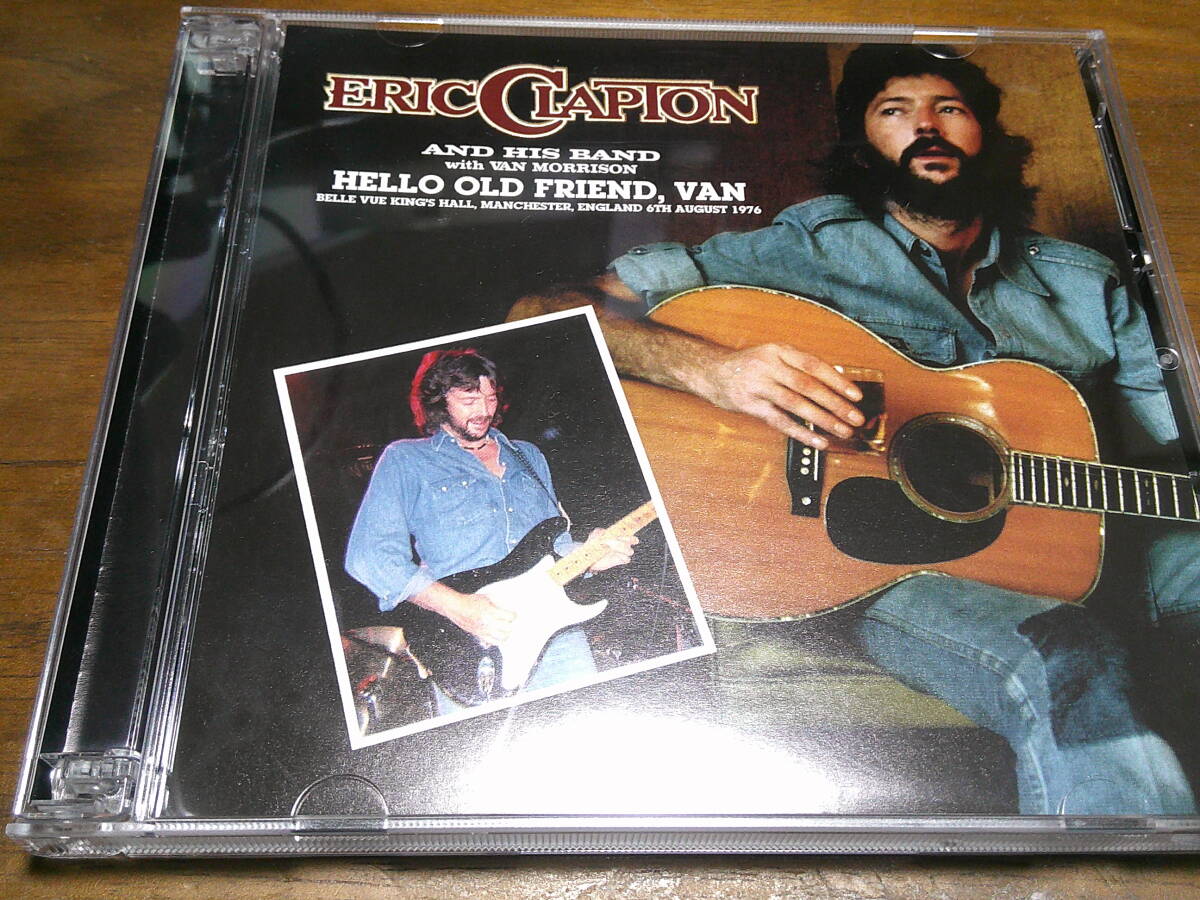 ERIC CLAPTON
AND HIS BAND
with VAN MORRISON
HELLO OLD FRIEND, VAN
BELLE VUE KING'S HALL, MANCHESTER, ENGLAND 6TH AUGUST 1976